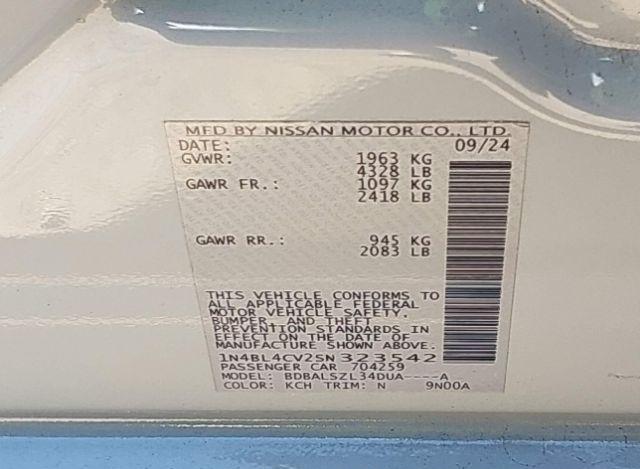 MFD BY NISSAN MOTOR CO., LTD.
DATE: 09/24
GVWR: 1963 KG
4328 LB
GAWR FR.: 1097 KG
2418 LB
GAWR RR.: 945 KG
2083 LB
THIS VEHICLE CONFORMS TO
ALL APPLICABLE FEDERAL
MOTOR VEHICLE SAFETY,
BUMPER, AND THEFT
PREVENTION STANDARDS IN
EFFECT ON THE DATE OF
MANUFACTURE SHOWN ABOVE.
1N4BL4CV2SN323542
PASSENGER CAR 704259
MODEL: BDBALSZL34DUA----A
COLOR: KCH TRIM: N 9N00A